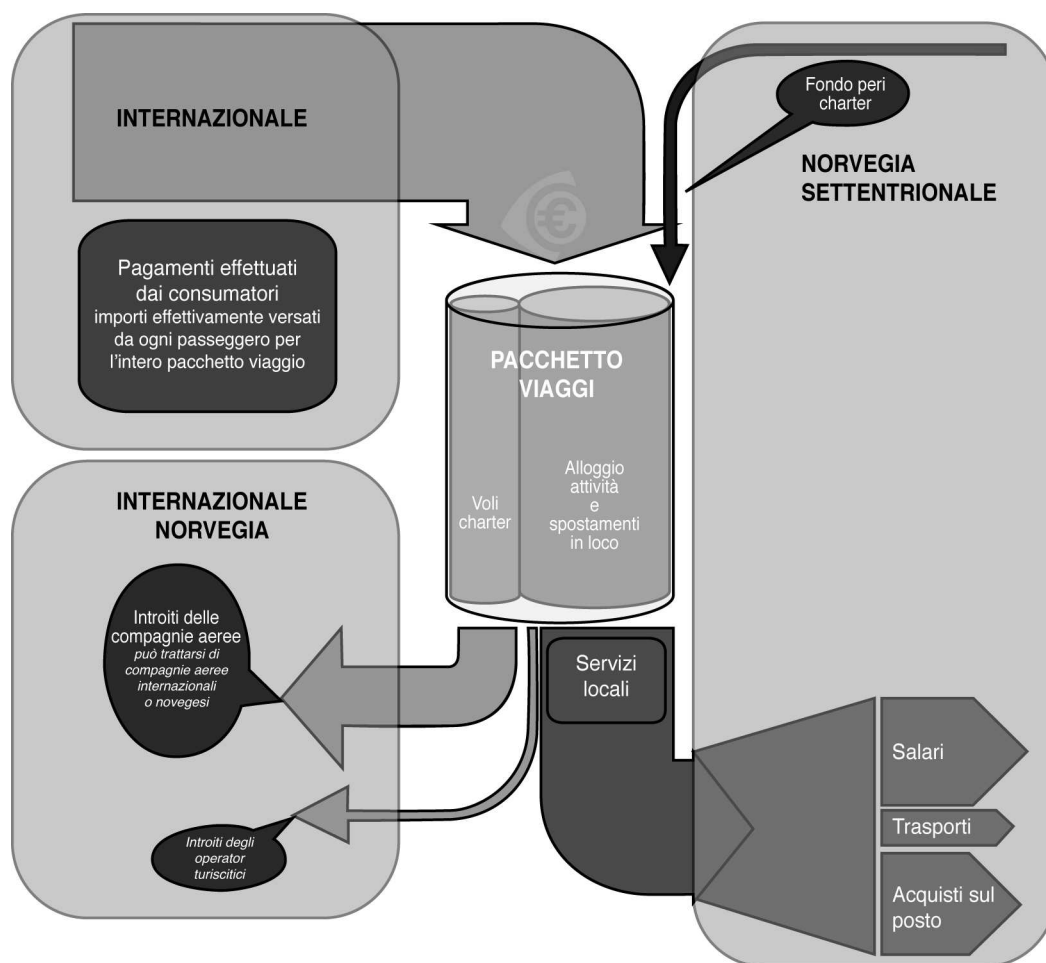 INTERNAZIONALE
Pagamenti effettuati
dai consumatori
importi effettivamente versati
da ogni passeggero per
l'intero pacchetto viaggio
Fondo peri
charter
NORVEGIA
SETTENTRIONALE
€
PACCHETTO
VIAGGI
Voli
charter
Alloggio
attività
e
spostamenti
in loco
INTERNAZIONALE
NORVEGIA
Introiti delle
compagnie aeree
può trattarsi di
compagnie aeree
internazionali
o novegesi
Introiti degli
operator
turiscitici
Servizi
locali
Salari
Trasporti
Acquisti sul
posto